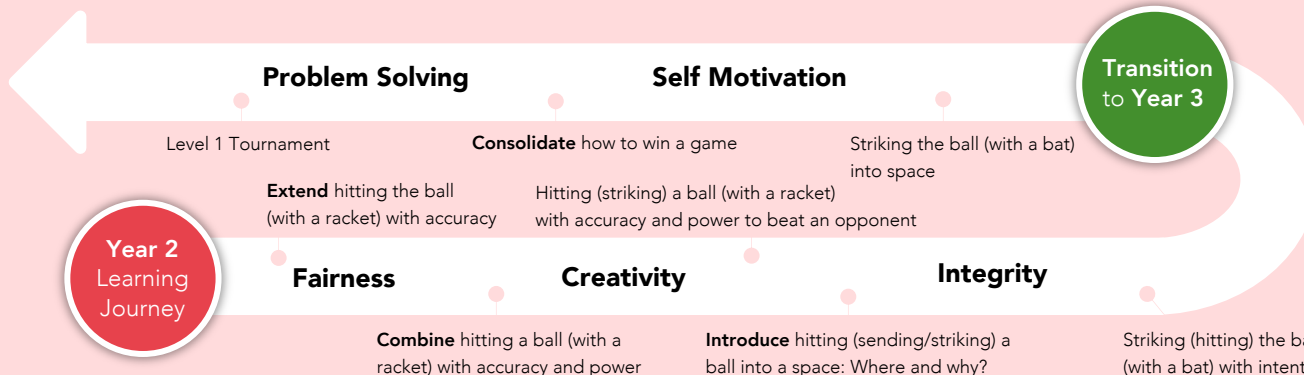 Problem Solving
Self Motivation
Transition
to Year 3
Level 1 Tournament
Consolidate how to win a game
Striking the ball (with a bat)
into space
Extend hitting the ball
(with a racket) with accuracy
Hitting (striking) a ball (with a racket)
with accuracy and power to beat an opponent
Year 2
Learning
Journey
Fairness
Creativity
Integrity
Combine hitting a ball (with a
racket) with accuracy and power
Introduce hitting (sending/striking) a
ball into a space: Where and why?
Striking (hitting) the
(with a bat) with